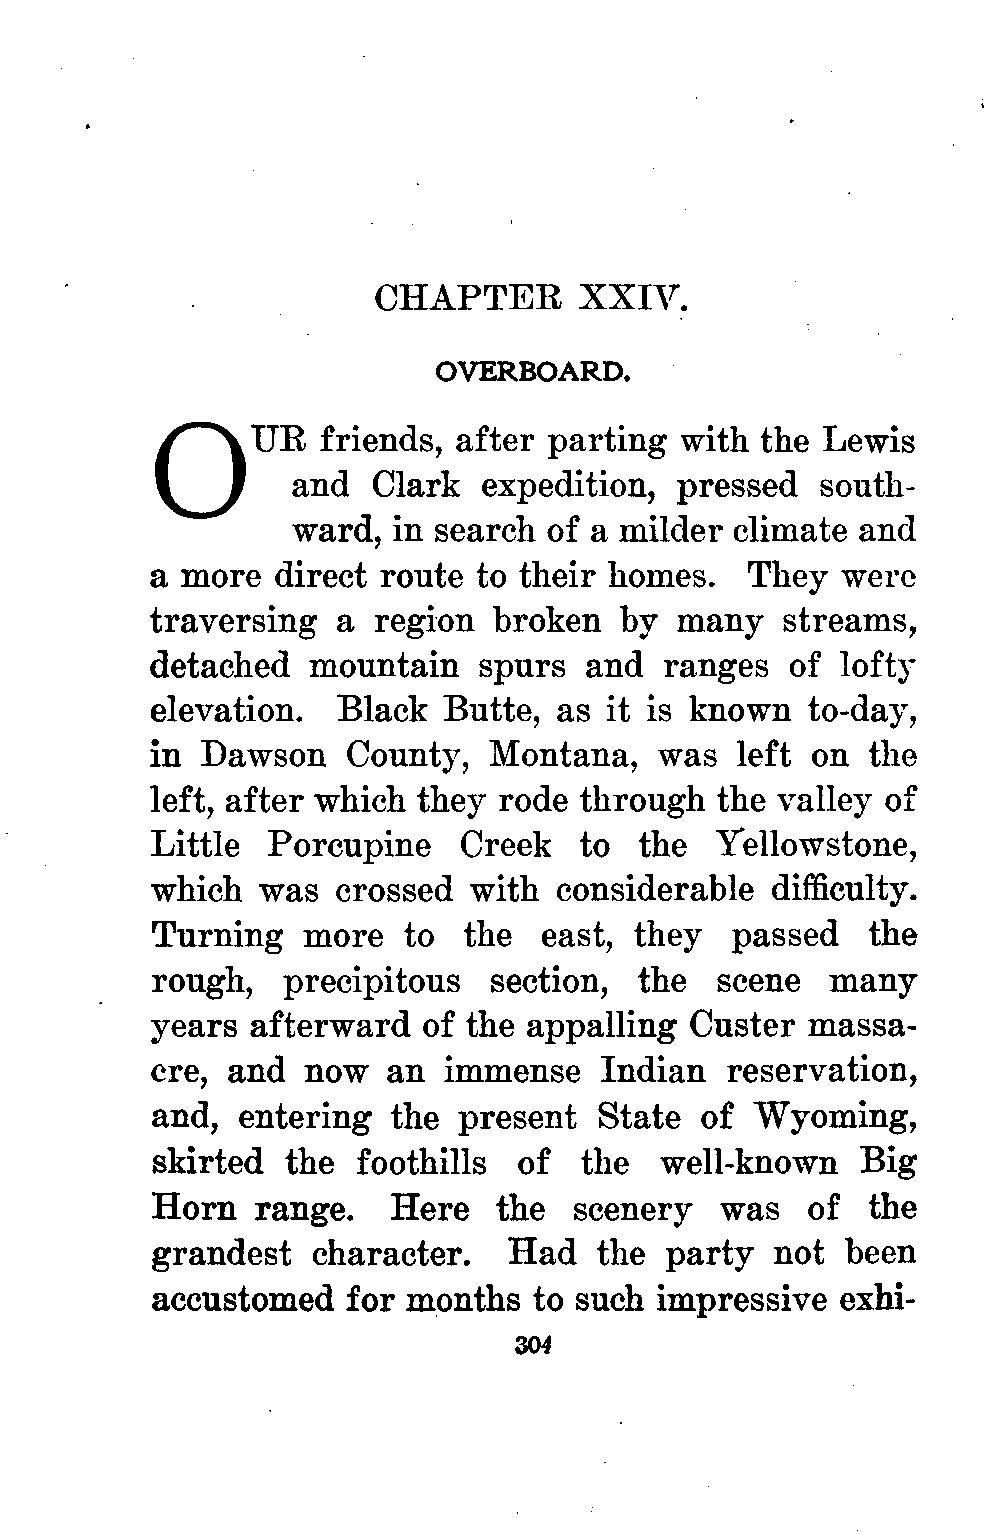 CHAPTER XXIV.
OVERBOARD.
OUR friends, after parting with the Lewis
and Clark expedition, pressed south-
ward, in search of a milder climate and
a more direct route to their homes. They were
traversing a region broken by many streams,
detached mountain spurs and ranges of lofty
elevation. Black Butte, as it is known to-day,
in Dawson County, Montana, was left on the
left, after which they rode through the valley of
Little Porcupine Creek to the Yellowstone,
which was crossed with considerable difficulty.
Turning more to the east, they passed the
rough, precipitous section, the scene many
years afterward of the appalling Custer massa-
cre, and now an immense Indian reservation,
and, entering the present State of Wyoming,
skirted the foothills of the well-known Big
Horn range. Here the scenery was of the
grandest character. Had the party not been
accustomed for months to such impressive exhi-
304